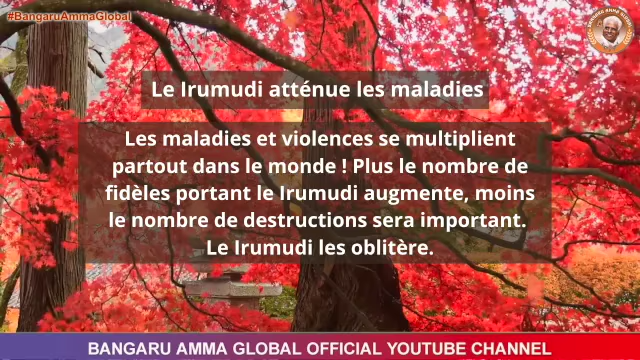 #BangaruAmmaGlobal
Le Irumudi atténue les maladies
Les maladies et violences se multiplient
partout dans le monde ! Plus le nombre de
fidèles portant le Irumudi augmente, moins
le nombre de destructions sera important.
Le Irumudi les oblitère.
BANGARU AMMA GLOBAL OFFICIAL YOUTUBE CHANNEL